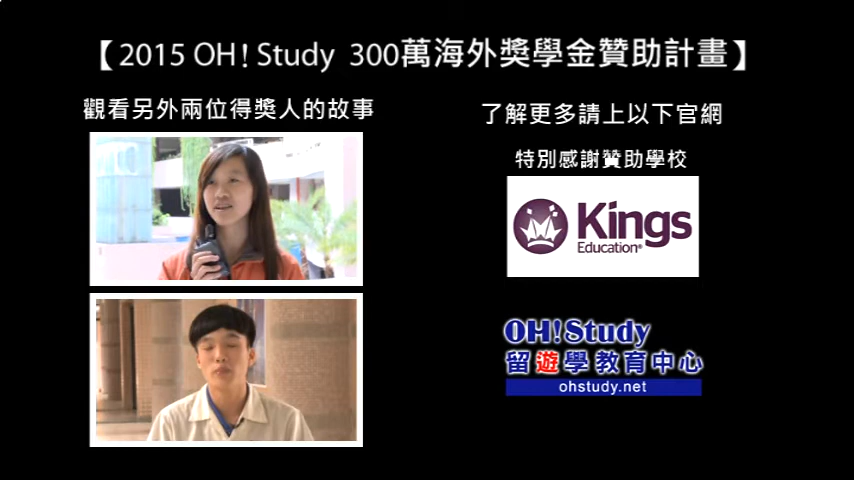 【2015 OH! Study 300萬海外獎學金贊助計畫】
觀看另外兩位得獎人的故事
了解更多請上以下官網
特別感謝贊助學校
Kings
Education®
OH!Study
留遊學教育中心
ohstudy.net